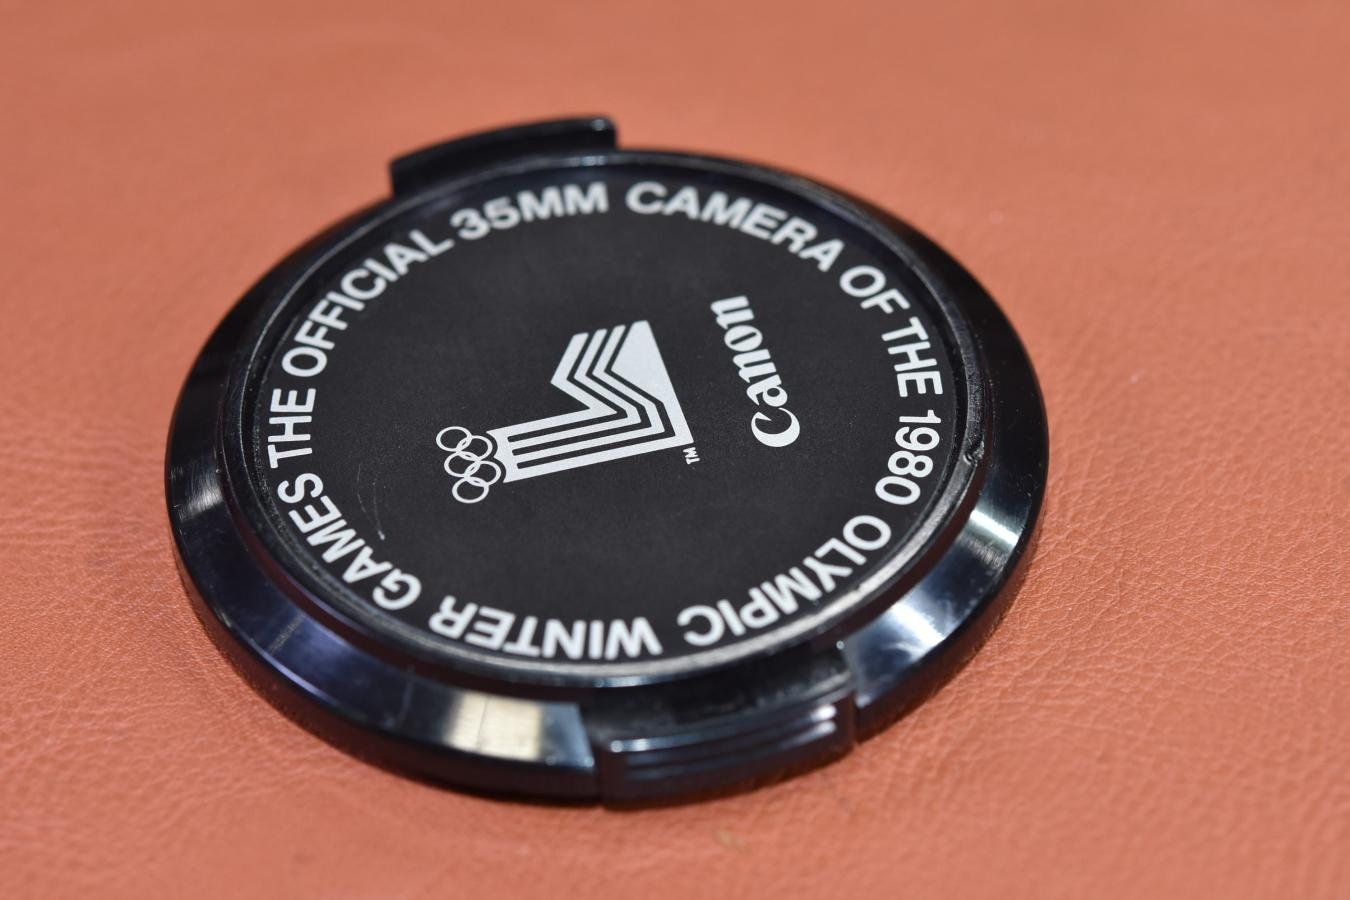 THE OFFICIAL 35MM CAMERA OF THE 1980 OLYMPIC WINTER GAMES
TM
Canon